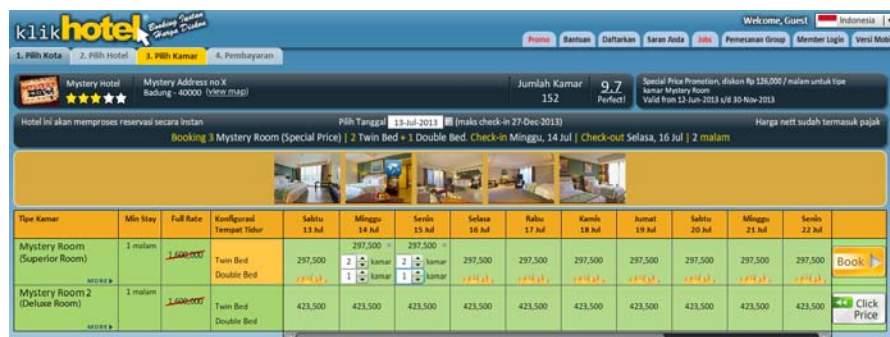 klikhotel
Booking Instan
Harga Diskon
Welcome, Guest Indonesia
Promo Bantuan Daftarkan Saran Anda Jobs Pemesanan Group Member Login Versi Mobi
1. Pilih Kota 2. Pilih Hotel 3. Pilih Kamar 4. Pembayaran
Mystery Hotel
Mystery Address no X
Badung - 40000 (view map)
Jumlah Kamar
152
9.7
Perfect!
Special Price Promotion, diskon Rp 126,000 / malam untuk tipe
kamar Mystery Room
Valid from 12-Jun-2013 s/d 30-Nov-2013
Hotel ini akan memproses reservasi secara instan Pilih Tanggal 13-Jul-2013 (maks check-in 27-Dec-2013) Harga nett sudah termasuk pajak
Booking 3 Mystery Room (Special Price) | 2 Twin Bed + 1 Double Bed. Check-in Minggu, 14 Jul | Check-out Selasa, 16 Jul | 2 malam
Tipe Kamar Min Stay Full Rate Konfigurasi Tempat Tidur Sabtu 13 Jul Minggu 14 Jul Senin 15 Jul Selasa 16 Jul Rabu 17 Jul Kamis 18 Jul Jumat 19 Jul Sabtu 20 Jul Minggu 21 Jul Senin 22 Jul
Mystery Room
(Superior Room)
MORE
1 malam
1,600,000
Twin Bed
Double Bed
297,500 297,500 × 297,500 × 297,500 297,500 297,500 297,500 297,500 297,500 297,500
2 kamar 2 kamar
1 kamar 1 kamar
Book
Mystery Room 2
(Deluxe Room)
MORE
1 malam
1,600,000
Twin Bed
Double Bed
423,500 423,500 423,500 423,500 423,500 423,500 423,500 423,500 423,500 423,500
Click
Price